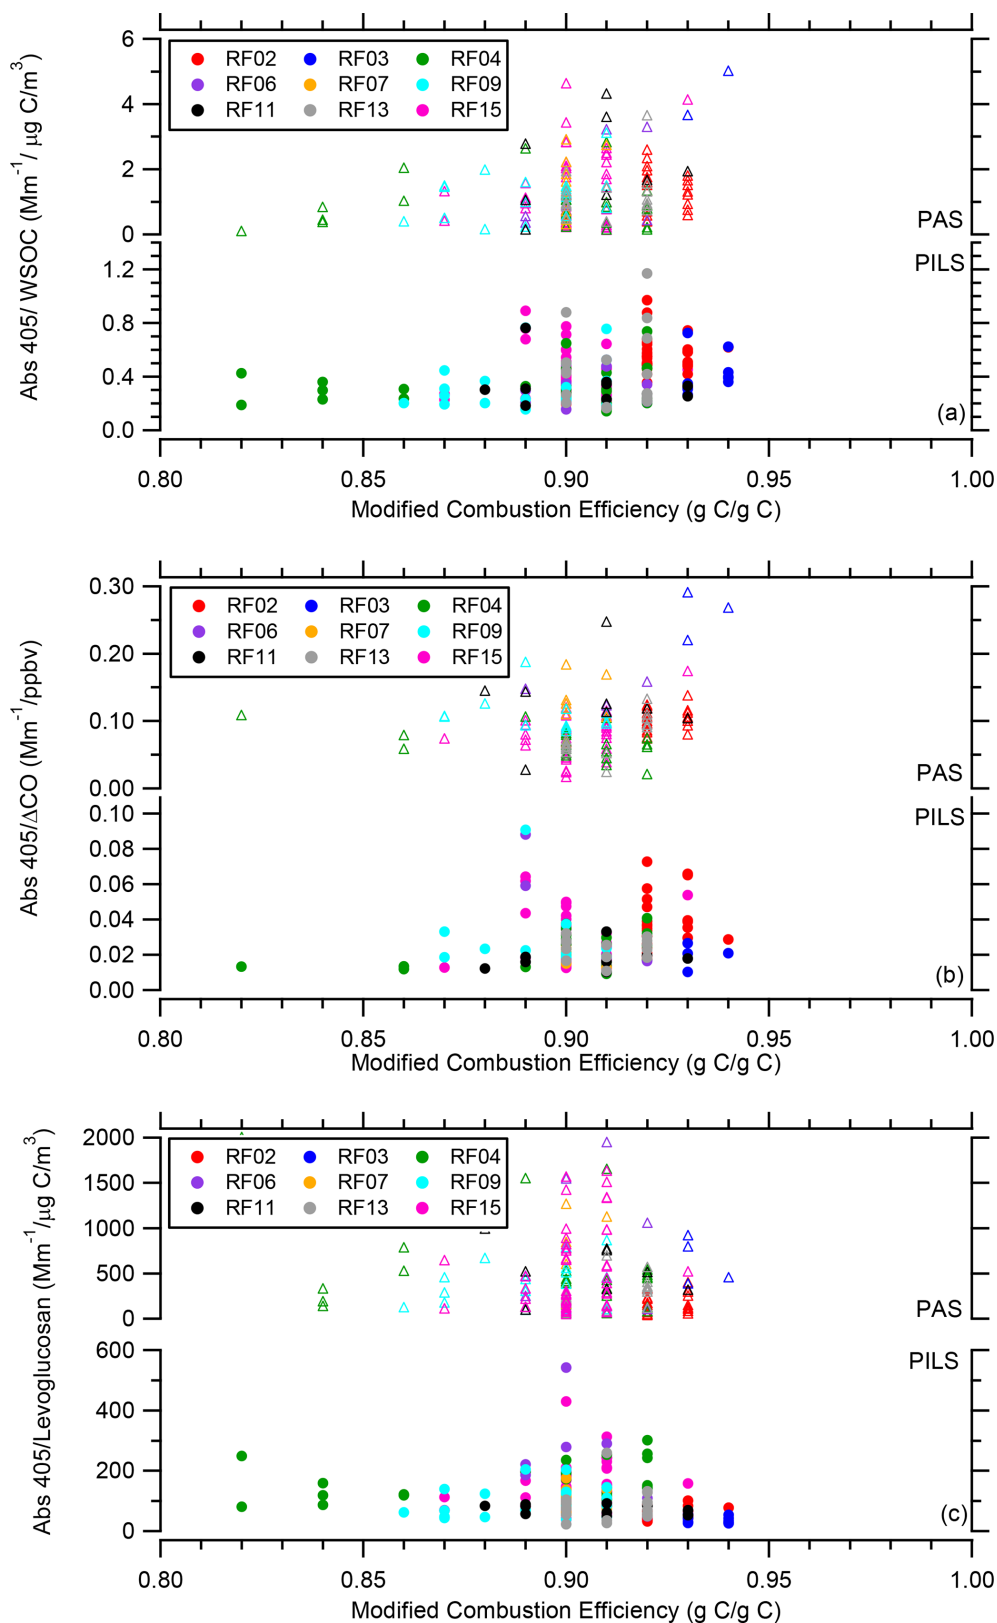 Abs 405/ WSOC (Mm⁻¹/ µg C/m³)
6
RF02 RF03 RF04
RF06 RF07 RF09
RF11 RF13 RF15
4
2
0
PAS
PILS
1.2
0.8
0.4
0.0
(a)
0.80 0.85 0.90 0.95 1.00
Modified Combustion Efficiency (g C/g C)
Abs 405/ΔCO (Mm⁻¹/ppbv)
0.30
RF02 RF03 RF04
RF06 RF07 RF09
RF11 RF13 RF15
0.20
0.10
0.00
PAS
PILS
0.10
0.08
0.06
0.04
0.02
0.00
(b)
0.80 0.85 0.90 0.95 1.00
Modified Combustion Efficiency (g C/g C)
Abs 405/Levoglucosan (Mm⁻¹/µg C/m³)
2000
RF02 RF03 RF04
RF06 RF07 RF09
RF11 RF13 RF15
1500
1000
500
0
PAS
PILS
600
400
200
0
(c)
0.80 0.85 0.90 0.95 1.00
Modified Combustion Efficiency (g C/g C)